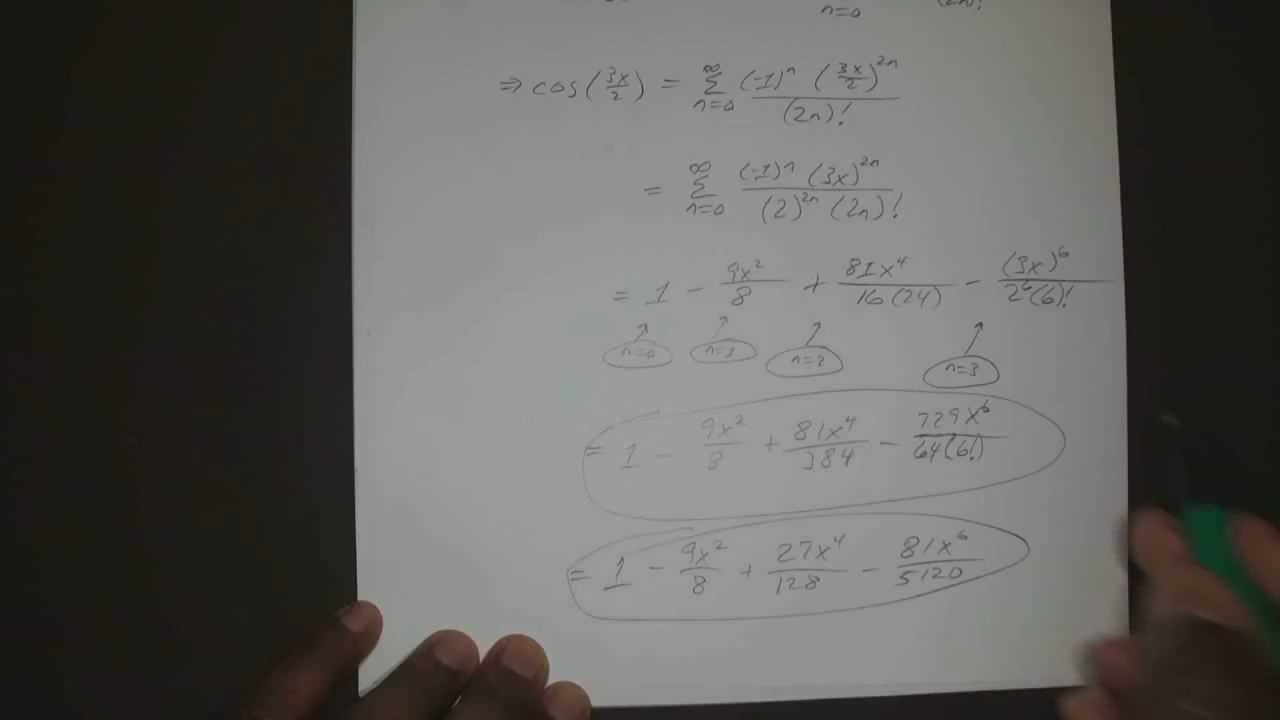 n=0 (2n)!
⇒ cos(3x/2) = ∞ Σ n=0 (-1)ⁿ (3x/2)²ⁿ / (2n)!
= ∞ Σ n=0 (-1)ⁿ (3x)²ⁿ / (2)²ⁿ (2n)!
= 1 - 9x²/8 + 81x⁴/16(24) - (3x)⁶/2⁶(6)!
n=0 n=1 n=2 n=3
= 1 - 9x²/8 + 81x⁴/384 - 729x⁶/64(6!)
= 1 - 9x²/8 + 27x⁴/128 - 81x⁶/5120